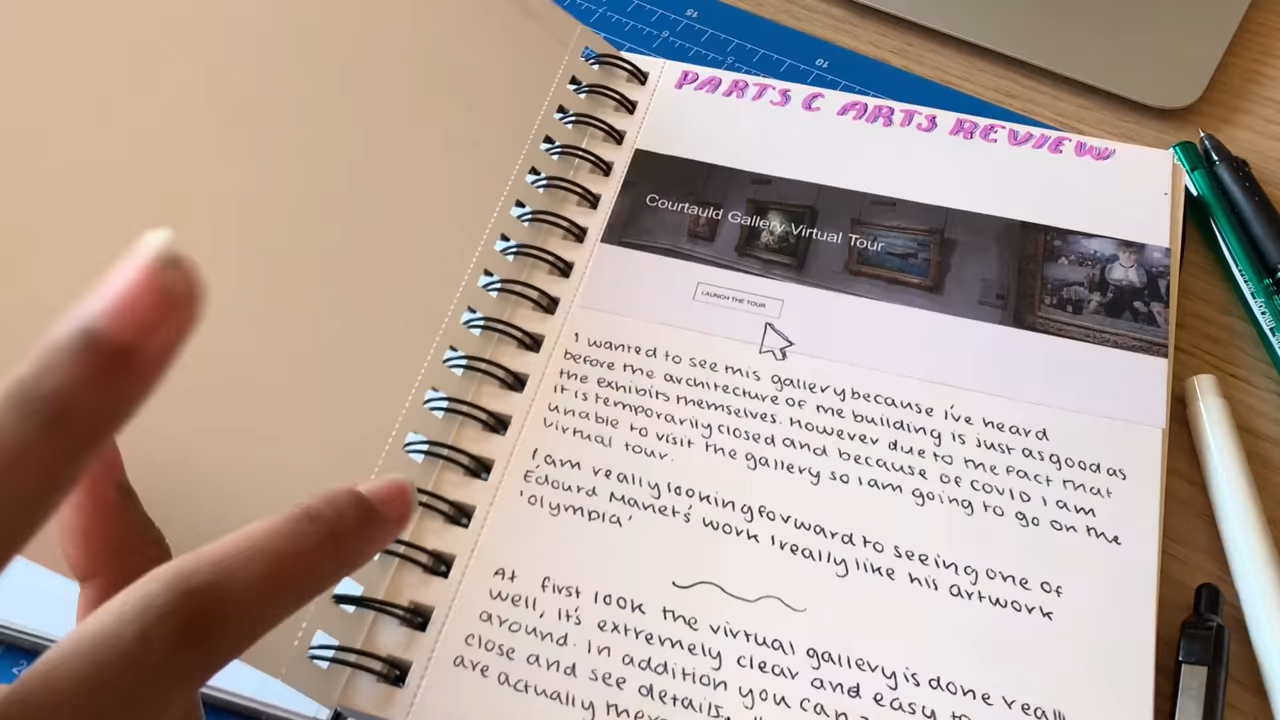 PARTS C ARTS REVIEW
Courtauld Gallery Virtual Tour
LAUNCH THE TOUR
I wanted to see this gallery because I've heard
before the architecture of the building is just as good as
the exhibits themselves. However due to the fact that
it is temporarily closed and because of covid I am
unable to visit the gallery so I am going to go on the
virtual tour.
I am really looking forward to seeing one of
Édourd Manet's work I really like his artwork
'Olympia'
At first look the virtual gallery is done really
well, it's extremely clear and easy to
around. In addition you can
close and see details.
are actually there
15
10
6